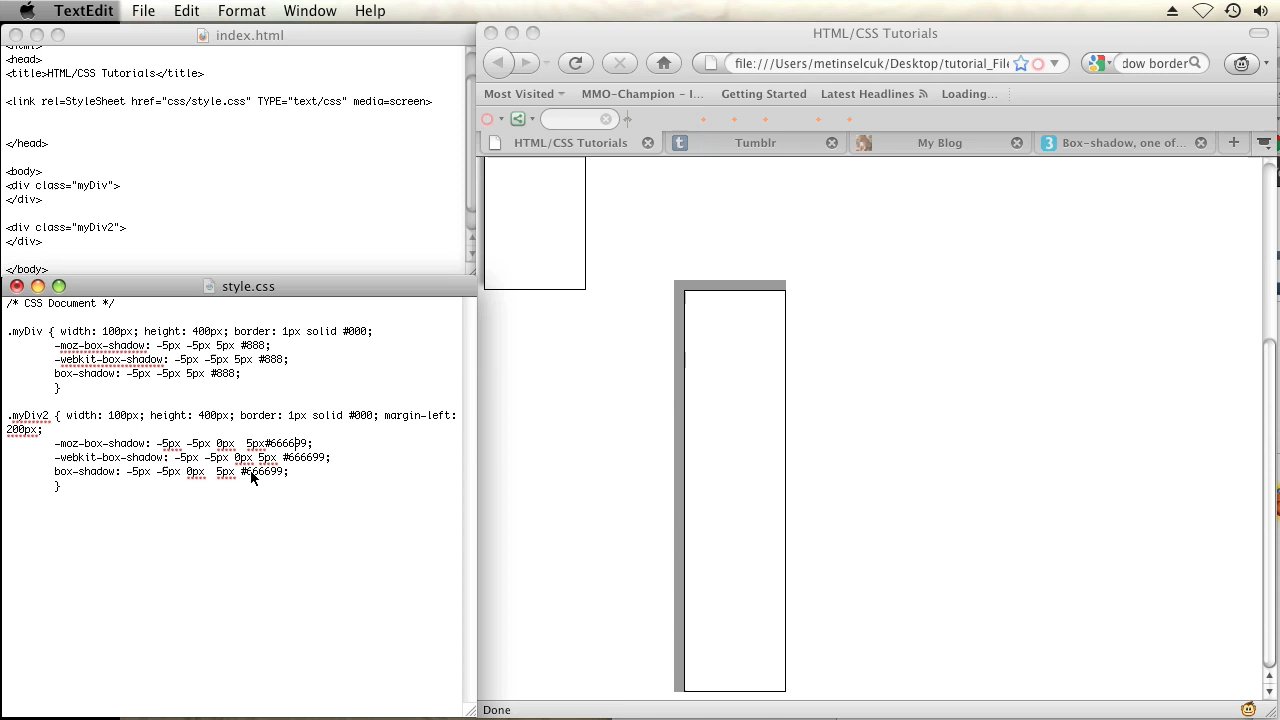 TextEdit File Edit Format Window Help
index.html
<html>
<head>
<title>HTML/CSS Tutorials</title>
<link rel=StyleSheet href="css/style.css" TYPE="text/css" media=screen>
</head>
<body>
<div class="myDiv">
</div>
<div class="myDiv2">
</div>
</body>
style.css
/* CSS Document */
.myDiv { width: 100px; height: 400px; border: 1px solid #000;
-moz-box-shadow: -5px -5px 5px #888;
-webkit-box-shadow: -5px -5px 5px #888;
box-shadow: -5px -5px 5px #888;
}
.myDiv2 { width: 100px; height: 400px; border: 1px solid #000; margin-left:
200px;
-moz-box-shadow: -5px -5px 0px  5px#666699;
-webkit-box-shadow: -5px -5px 0px 5px #666699;
box-shadow: -5px -5px 0px  5px #666699;
}
HTML/CSS Tutorials
file:///Users/metinselcuk/Desktop/tutorial_File
dow border
Most Visited MMO-Champion - I... Getting Started Latest Headlines Loading...
HTML/CSS Tutorials Tumblr My Blog Box-shadow, one of...
Done